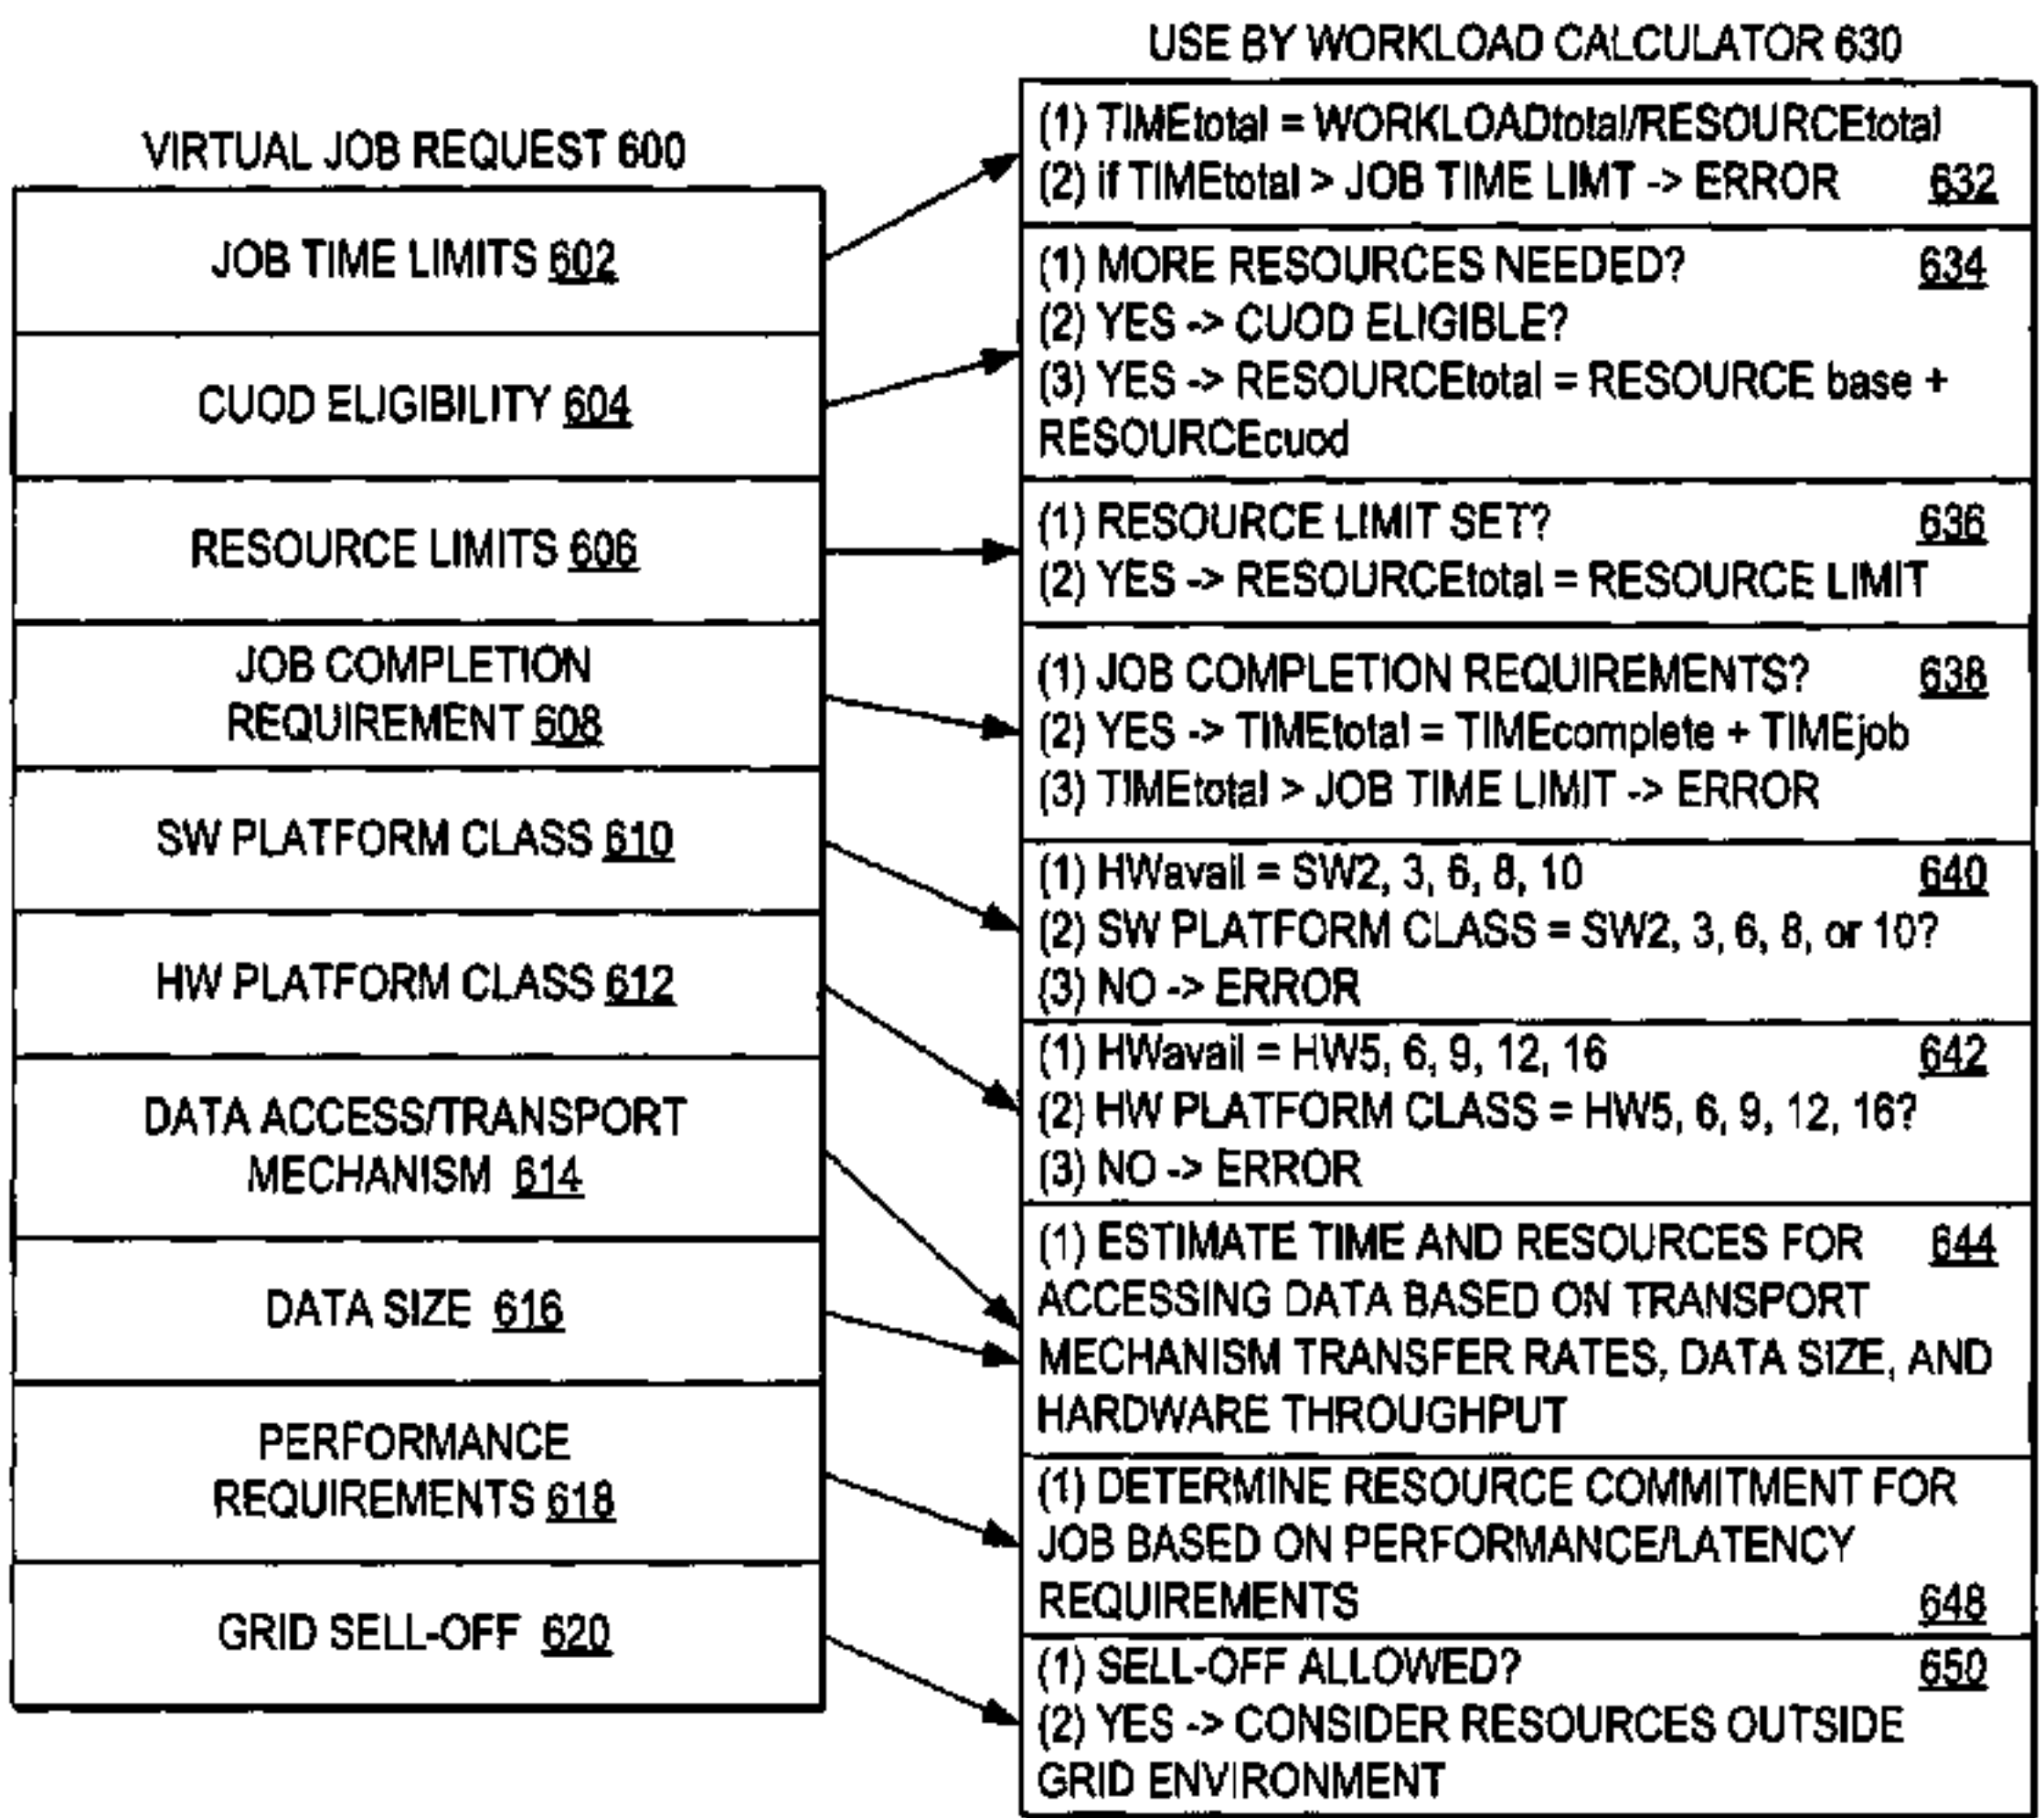 VIRTUAL JOB REQUEST 600
JOB TIME LIMITS 602
CUOD ELIGIBILITY 604
RESOURCE LIMITS 606
JOB COMPLETION
REQUIREMENT 608
SW PLATFORM CLASS 610
HW PLATFORM CLASS 612
DATA ACCESS/TRANSPORT
MECHANISM 614
DATA SIZE 616
PERFORMANCE
REQUIREMENTS 618
GRID SELL-OFF 620
USE BY WORKLOAD CALCULATOR 630
(1) TIMEtotal = WORKLOADtotal/RESOURCEtotal
(2) if TIMEtotal > JOB TIME LIMT -> ERROR 632
(1) MORE RESOURCES NEEDED? 634
(2) YES -> CUOD ELIGIBLE?
(3) YES -> RESOURCEtotal = RESOURCE base +
RESOURCEcuod
(1) RESOURCE LIMIT SET? 636
(2) YES -> RESOURCEtotal = RESOURCE LIMIT
(1) JOB COMPLETION REQUIREMENTS? 638
(2) YES -> TIMEtotal = TIMEcomplete + TIMEjob
(3) TIMEtotal > JOB TIME LIMIT -> ERROR
(1) HWavail = SW2, 3, 6, 8, 10 640
(2) SW PLATFORM CLASS = SW2, 3, 6, 8, or 10?
(3) NO -> ERROR
(1) HWavail = HW5, 6, 9, 12, 16 642
(2) HW PLATFORM CLASS = HW5, 6, 9, 12, 16?
(3) NO -> ERROR
(1) ESTIMATE TIME AND RESOURCES FOR 644
ACCESSING DATA BASED ON TRANSPORT
MECHANISM TRANSFER RATES, DATA SIZE, AND
HARDWARE THROUGHPUT
(1) DETERMINE RESOURCE COMMITMENT FOR
JOB BASED ON PERFORMANCE/LATENCY
REQUIREMENTS 648
(1) SELL-OFF ALLOWED? 650
(2) YES -> CONSIDER RESOURCES OUTSIDE
GRID ENVIRONMENT